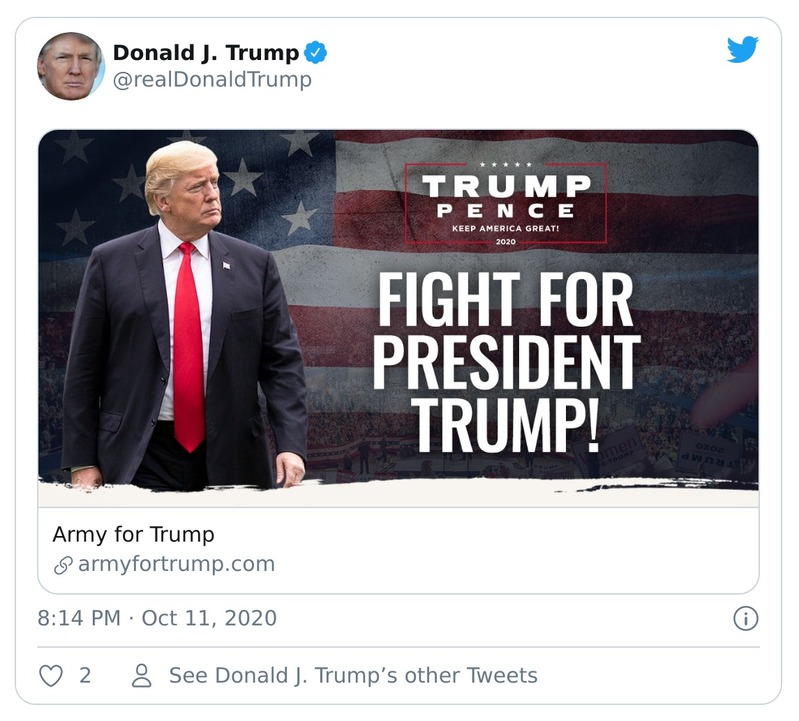 Donald J. Trump
@realDonaldTrump
TRUMP
PENCE
KEEP AMERICA GREAT!
2020
FIGHT FOR
PRESIDENT
TRUMP!
Army for Trump
armyfortrump.com
8:14 PM · Oct 11, 2020
2 See Donald J. Trump’s other Tweets